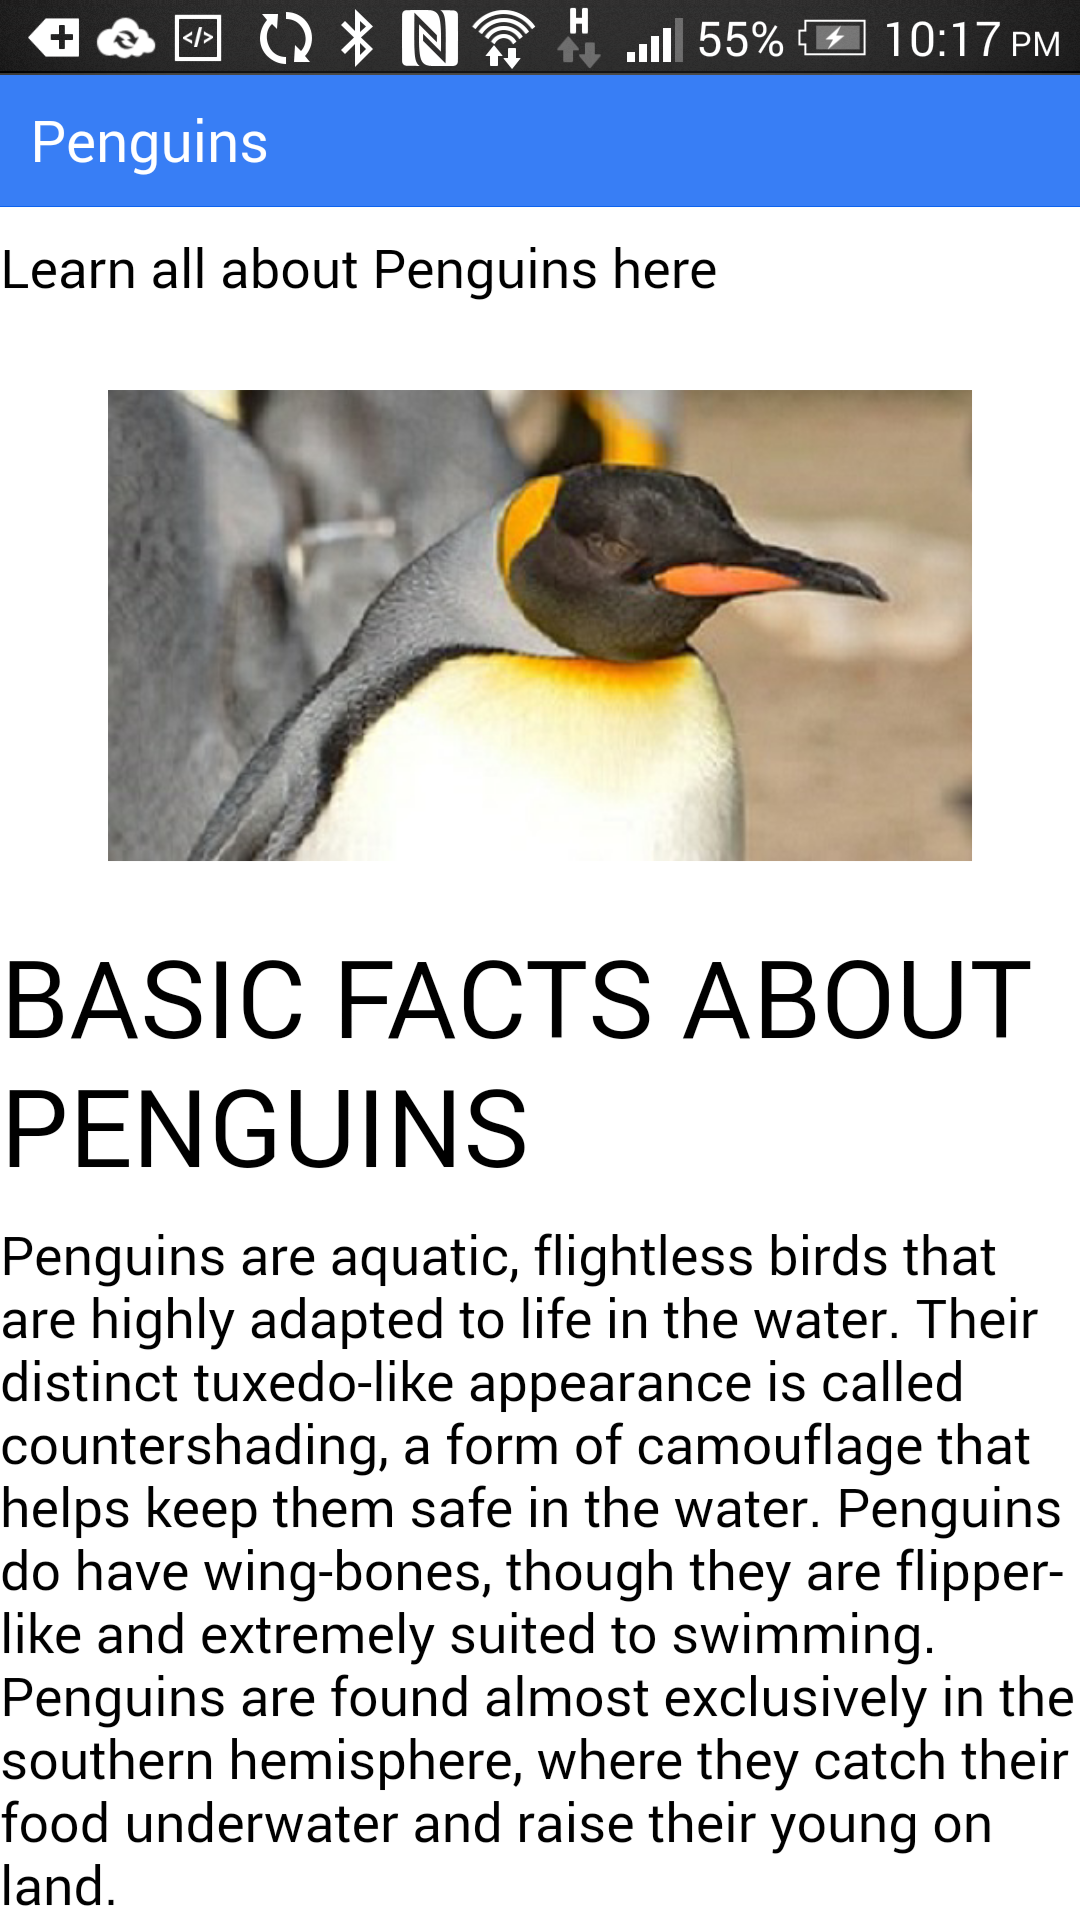 55% 10:17 PM
Penguins
Learn all about Penguins here
BASIC FACTS ABOUT
PENGUINS
Penguins are aquatic, flightless birds that
are highly adapted to life in the water. Their
distinct tuxedo-like appearance is called
countershading, a form of camouflage that
helps keep them safe in the water. Penguins
do have wing-bones, though they are flipper-
like and extremely suited to swimming.
Penguins are found almost exclusively in the
southern hemisphere, where they catch their
food underwater and raise their young on
land.